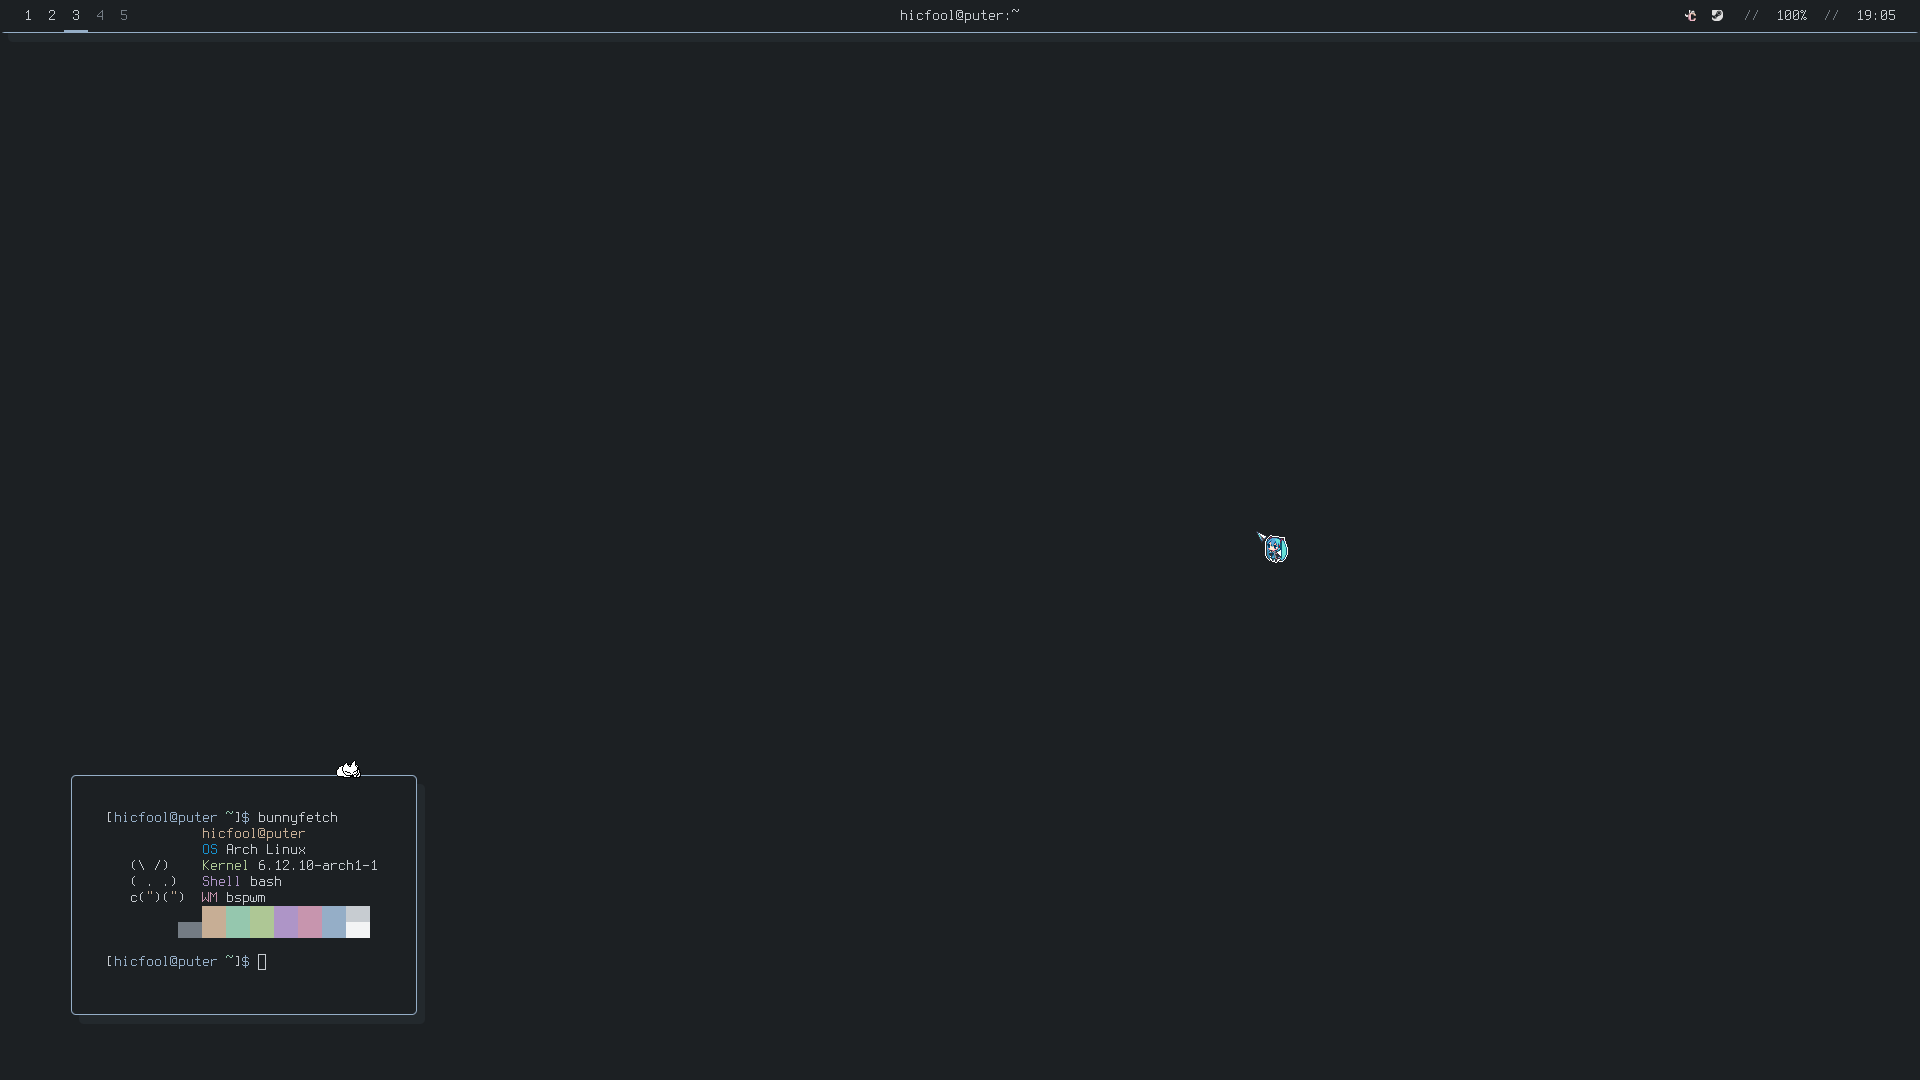 1 2 3 4 5
hicfool@puter:~
// 100% // 19:05
[hicfool@puter ~]$ bunnyfetch
hicfool@puter
OS Arch Linux
(\ /) Kernel 6.12.10-arch1-1
( . .) Shell bash
c(")(") WM bspwm
[hicfool@puter ~]$